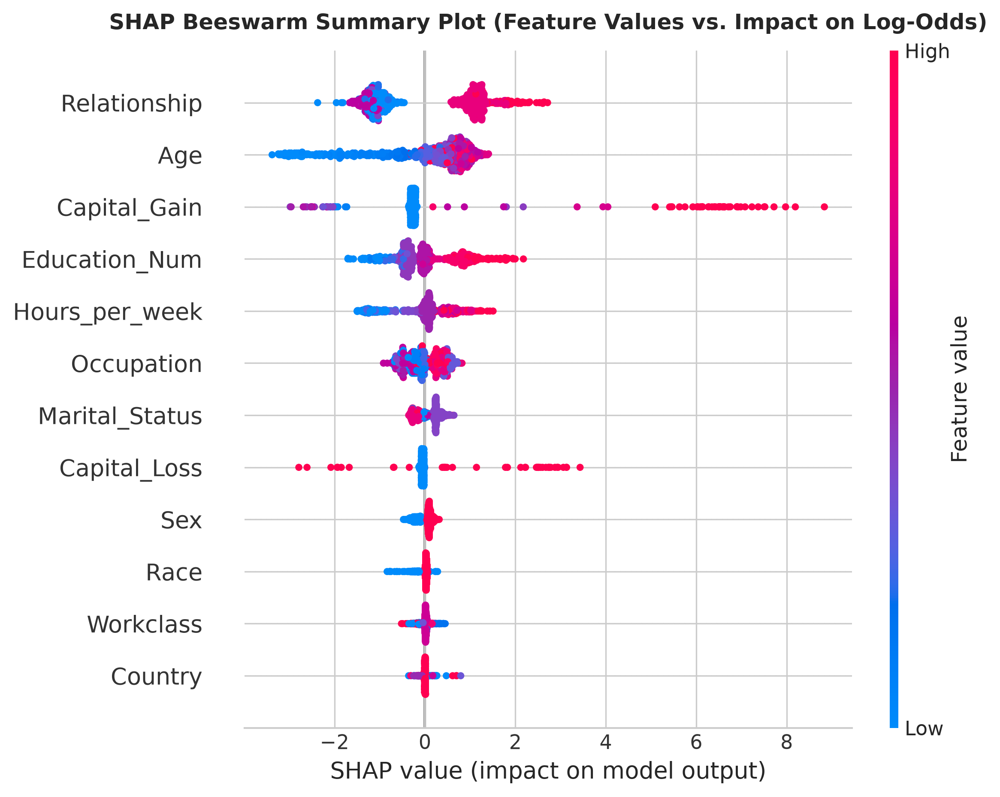 SHAP Beeswarm Summary Plot (Feature Values vs. Impact on Log-Odds)
High
Relationship
Age
Capital_Gain
Education_Num
Hours_per_week
Occupation
Marital_Status
Capital_Loss
Sex
Race
Workclass
Country
Feature value
Low
−2 0 2 4 6 8
SHAP value (impact on model output)